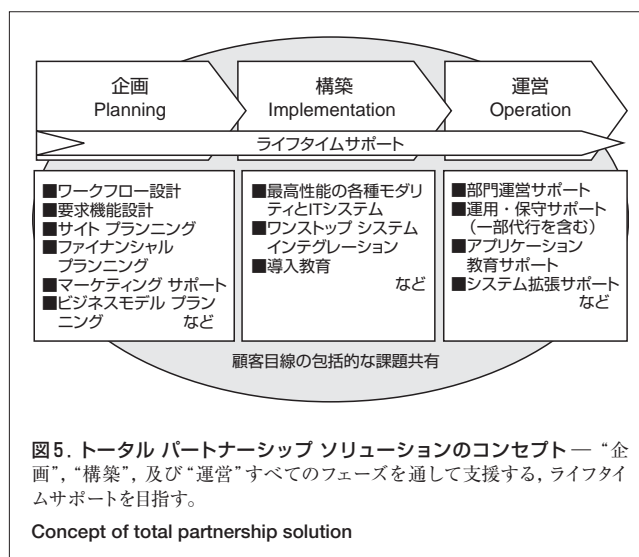 企画
Planning
構築
Implementation
運営
Operation
ライフタイムサポート
■ワークフロー設計
■要求機能設計
■サイト プランニング
■ファイナンシャル
プランニング
■マーケティング サポート
■ビジネスモデル プラン
ニング など
■最高性能の各種モダリ
ティとITシステム
■ワンストップ システム
インテグレーション
■導入教育
など
■部門運営サポート
■運用・保守サポート
(一部代行を含む)
■アプリケーション
教育サポート
■システム拡張サポート
など
顧客目線の包括的な課題共有
図5. トータル パートナーシップ ソリューションのコンセプト — “企
画”, “構築”, 及び“運営”すべてのフェーズを通して支援する, ライフタイ
ムサポートを目指す。
Concept of total partnership solution